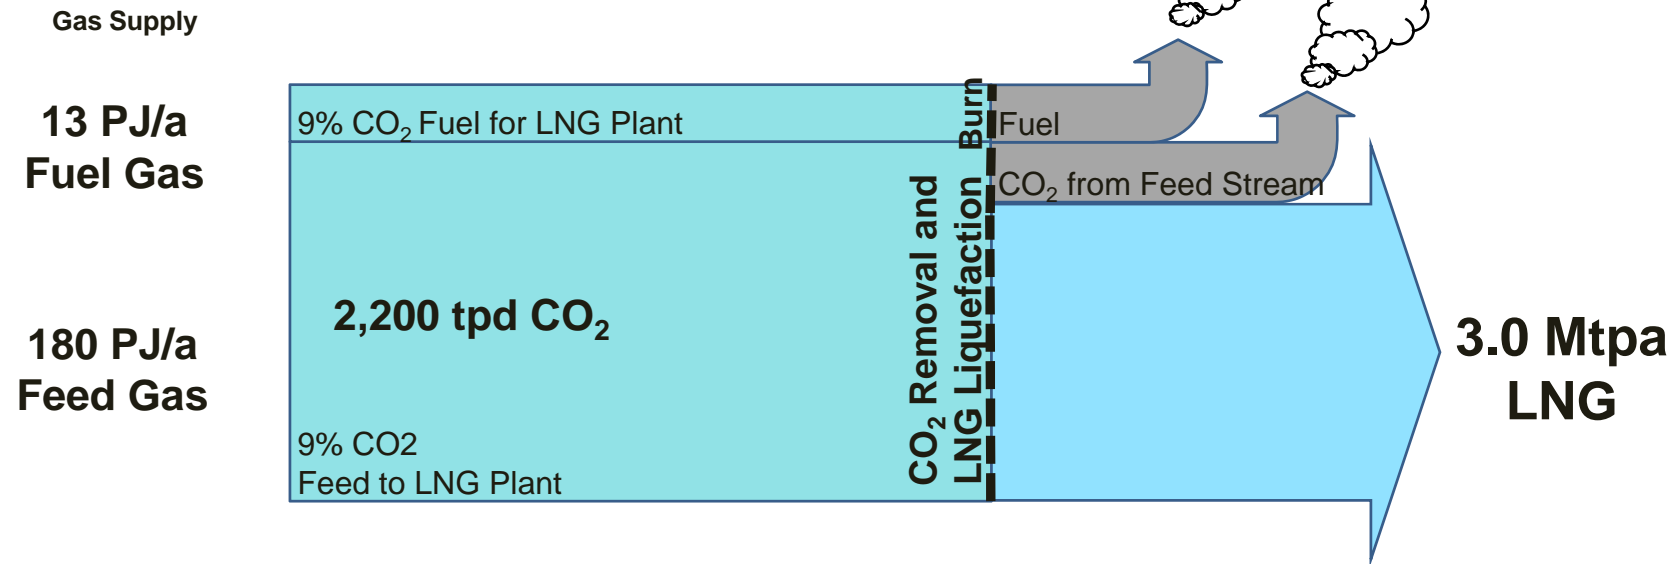 Gas Supply
13 PJ/a
Fuel Gas
9% CO₂ Fuel for LNG Plant
Burn
Fuel
CO₂ from Feed Stream
180 PJ/a
Feed Gas
2,200 tpd CO₂
9% CO2
Feed to LNG Plant
CO₂ Removal and
LNG Liquefaction
3.0 Mtpa
LNG